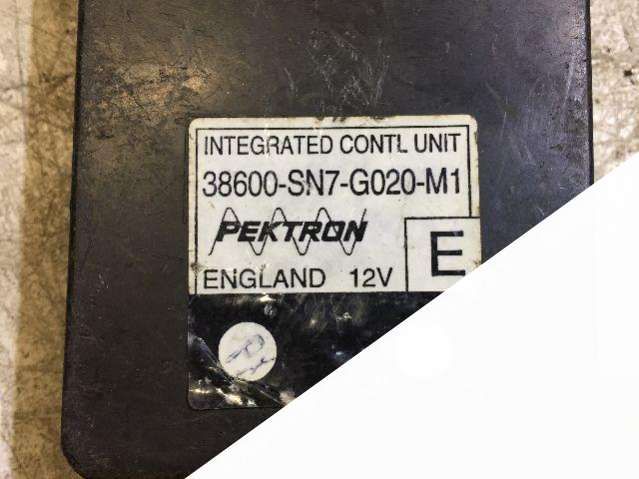 INTEGRATED CONTL UNIT
38600-SN7-G020-M1
PEKTRON
E
ENGLAND 12V